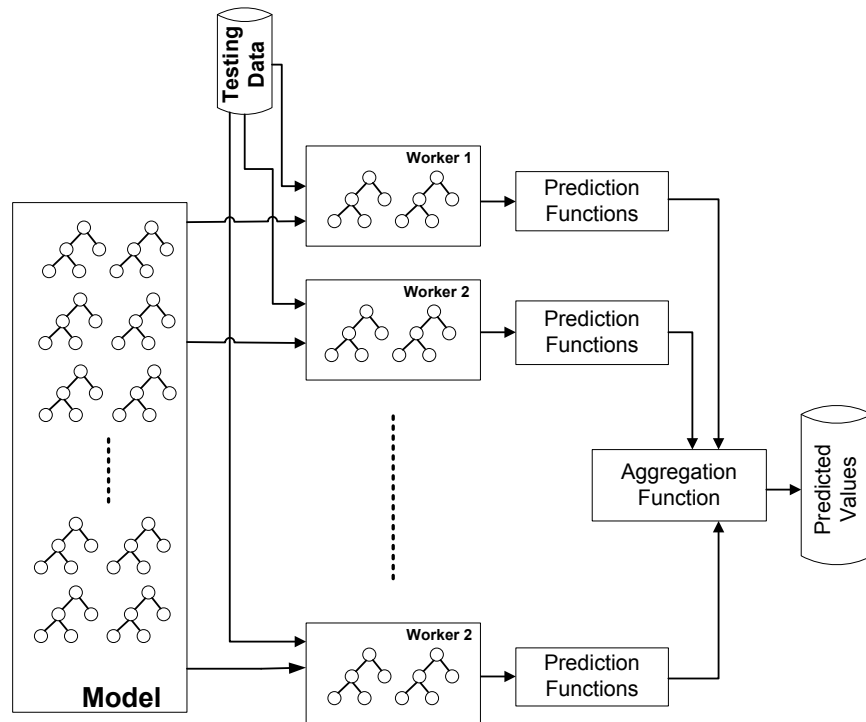 Testing
Data
Worker 1
Prediction
Functions
Worker 2
Prediction
Functions
Aggregation
Function
Predicted
Values
Worker 2
Prediction
Functions
Model